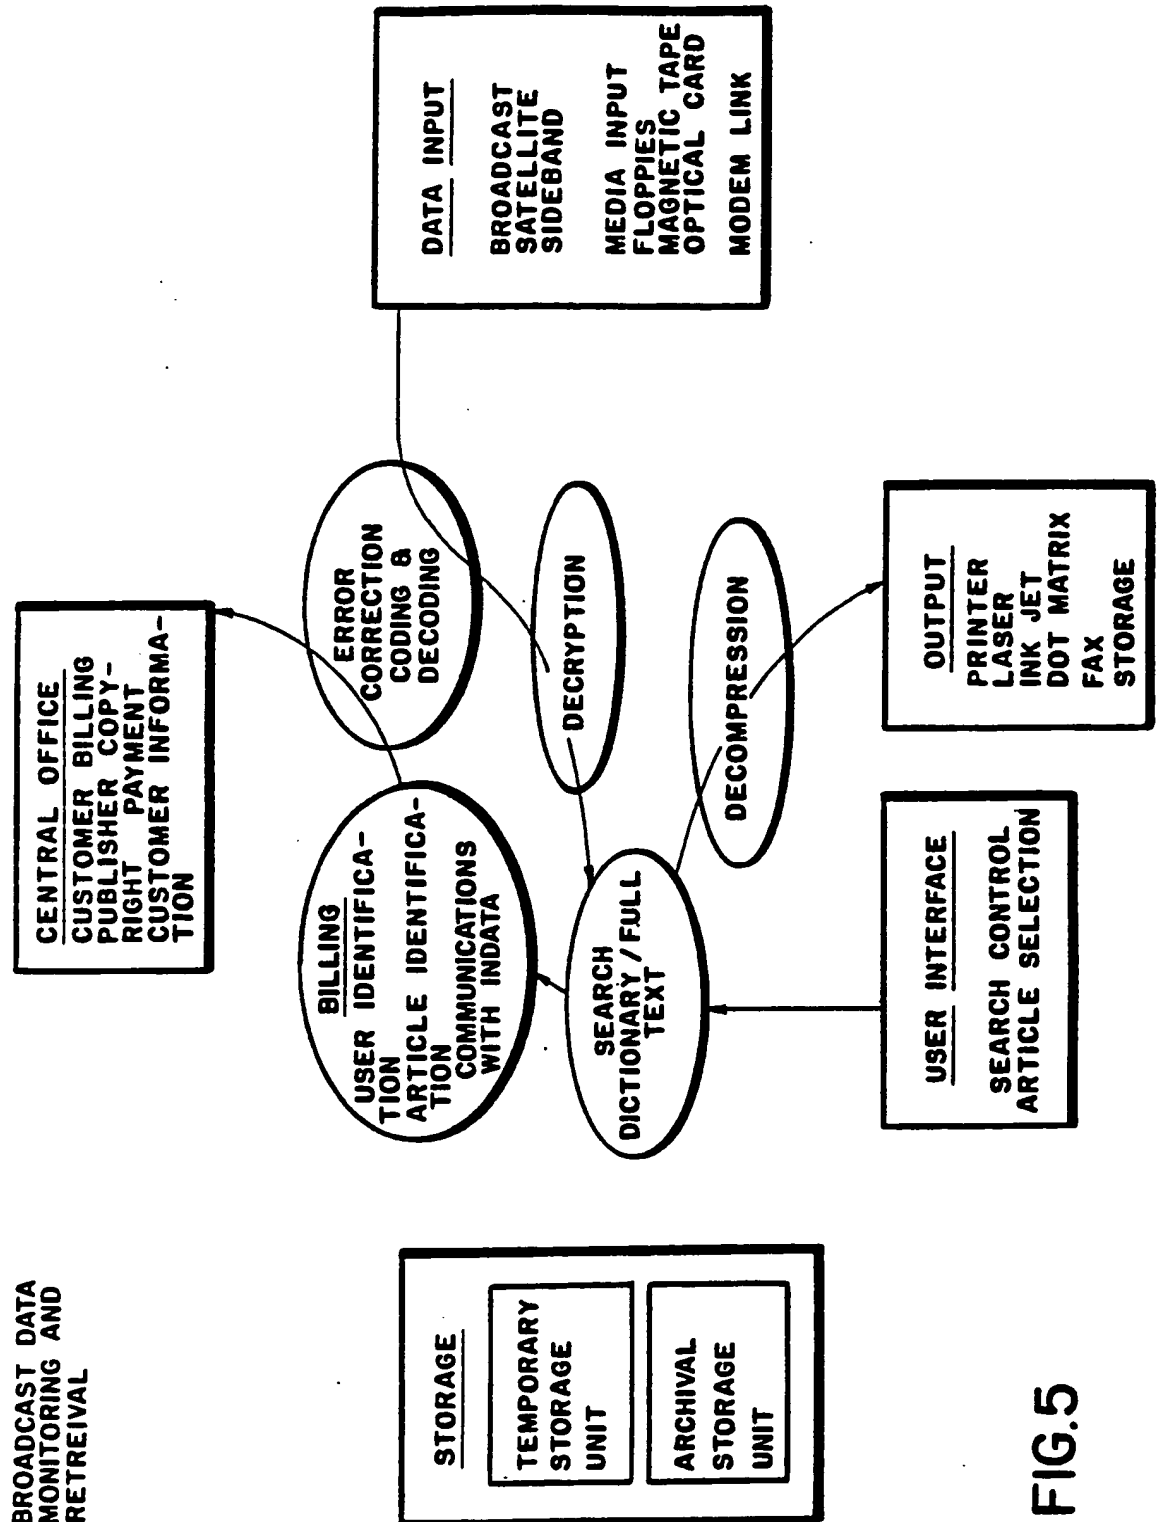 BROADCAST DATA
MONITORING AND
RETREIVAL
CENTRAL OFFICE
CUSTOMER BILLING
PUBLISHER COPY-
RIGHT PAYMENT
CUSTOMER INFORMA-
TION
STORAGE
TEMPORARY
STORAGE
UNIT
ARCHIVAL
STORAGE
UNIT
BILLING
USER IDENTIFICA-
TION
ARTICLE IDENTIFICA-
TION
COMMUNICATIONS
WITH INDATA
ERROR
CORRECTION
CODING &
DECODING
DATA INPUT
BROADCAST
SATELLITE
SIDEBAND
MEDIA INPUT
FLOPPIES
MAGNETIC TAPE
OPTICAL CARD
MODEM LINK
SEARCH
DICTIONARY/FULL
TEXT
DECRYPTION
DECOMPRESSION
USER INTERFACE
SEARCH CONTROL
ARTICLE SELECTION
OUTPUT
PRINTER
LASER
INK JET
DOT MATRIX
FAX
STORAGE
FIG.5